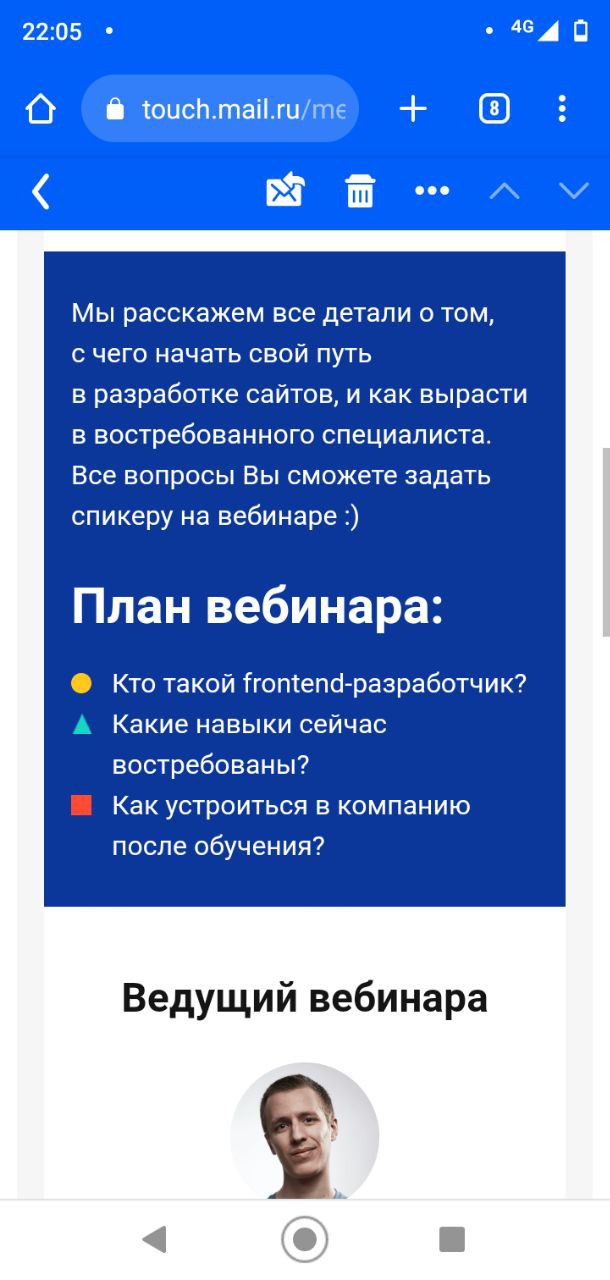 22:05
4G
touch.mail.ru/me
8
Мы расскажем все детали о том,
с чего начать свой путь
в разработке сайтов, и как вырасти
в востребованного специалиста.
Все вопросы Вы сможете задать
спикеру на вебинаре :)
План вебинара:
Кто такой frontend-разработчик?
Какие навыки сейчас
востребованы?
Как устроиться в компанию
после обучения?
Ведущий вебинара